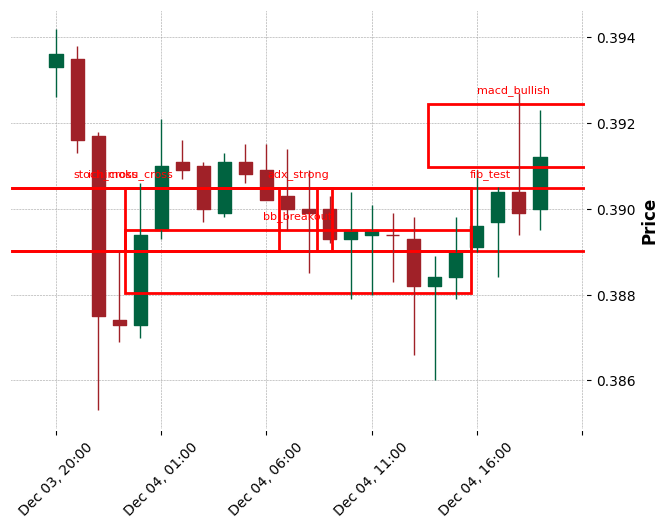 0.394
macd_bullish
0.392
ichimoku_cross
adx_strong
fib_test
0.390
bb_breakout
0.388
0.386
Price
Dec 03, 20:00
Dec 04, 01:00
Dec 04, 06:00
Dec 04, 11:00
Dec 04, 16:00